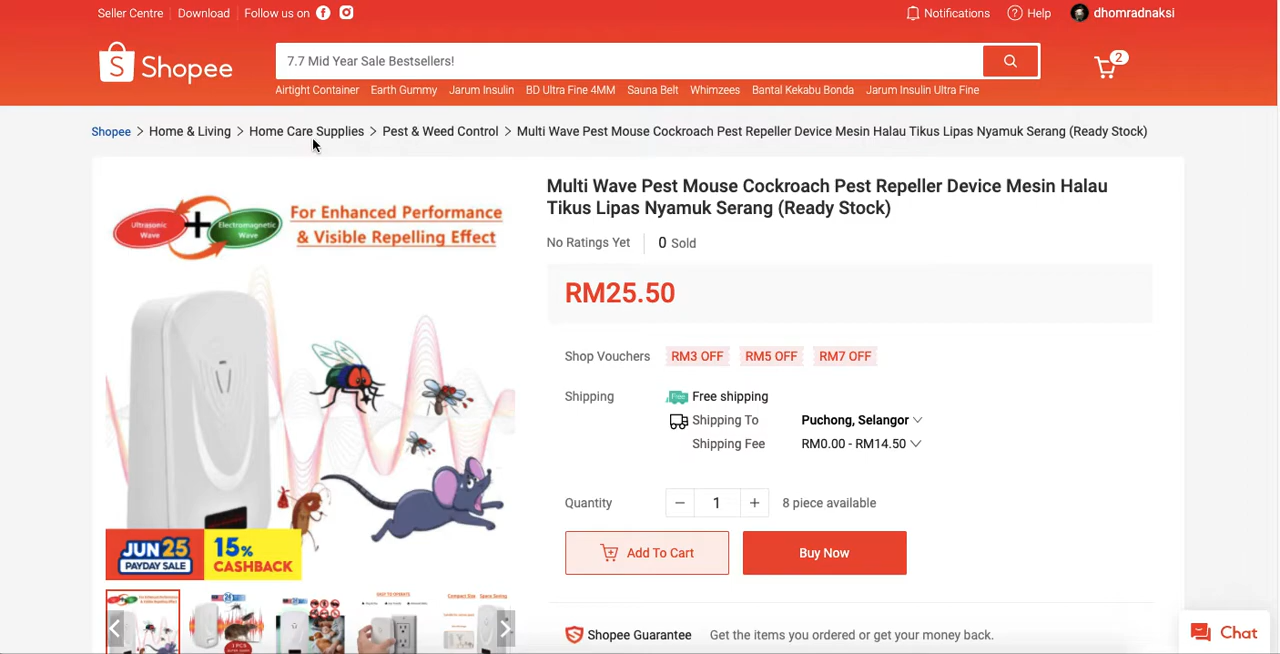 Seller Centre Download Follow us on
Notifications Help dhomradnaksi
Shopee
7.7 Mid Year Sale Bestsellers!
2
Airtight Container Earth Gummy Jarum Insulin BD Ultra Fine 4MM Sauna Belt Whimzees Bantal Kekabu Bonda Jarum Insulin Ultra Fine
Shopee > Home & Living > Home Care Supplies > Pest & Weed Control > Multi Wave Pest Mouse Cockroach Pest Repeller Device Mesin Halau Tikus Lipas Nyamuk Serang (Ready Stock)
Ultrasonic
Wave
+
Electromagnetic
Wave
For Enhanced Performance
& Visible Repelling Effect
JUN 25
PAYDAY SALE
15%
CASHBACK
Multi Wave Pest Mouse Cockroach Pest Repeller Device Mesin Halau
Tikus Lipas Nyamuk Serang (Ready Stock)
No Ratings Yet 0 Sold
RM25.50
Shop Vouchers RM3 OFF RM5 OFF RM7 OFF
Shipping Free Free shipping
Shipping To Puchong, Selangor
Shipping Fee RM0.00 - RM14.50
Quantity − 1 + 8 piece available
Add To Cart Buy Now
Shopee Guarantee Get the items you ordered or get your money back.
Chat